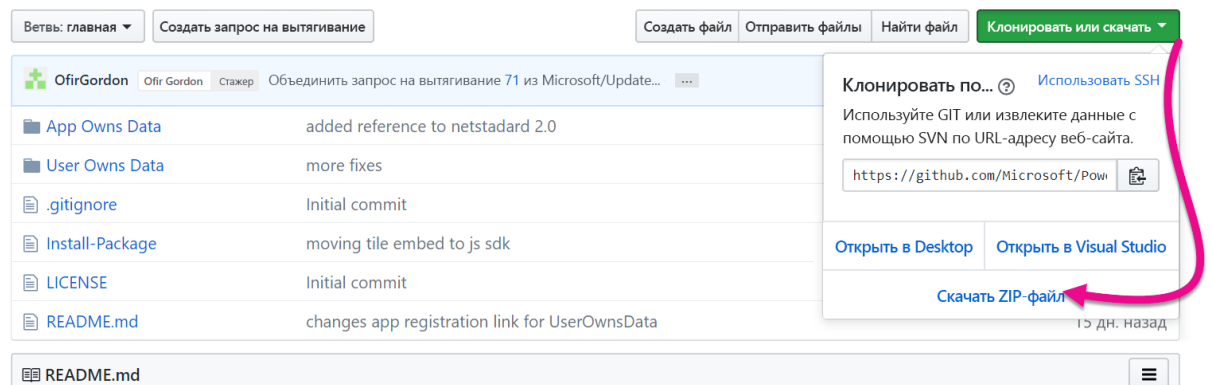 Ветвь: главная
Создать запрос на вытягивание
Создать файл
Отправить файлы
Найти файл
Клонировать или скачать
OfirGordon Ofir Gordon Стажер Объединить запрос на вытягивание 71 из Microsoft/Update... ...
App Owns Data added reference to netstadard 2.0
User Owns Data more fixes
.gitignore Initial commit
Install-Package moving tile embed to js sdk
LICENSE Initial commit
README.md changes app registration link for UserOwnsData 15 дн. назад
Клонировать по... Использовать SSH
Используйте GIT или извлеките данные с
помощью SVN по URL-адресу веб-сайта.
https://github.com/Microsoft/Pow
Открыть в Desktop
Открыть в Visual Studio
Скачать ZIP-файл
README.md